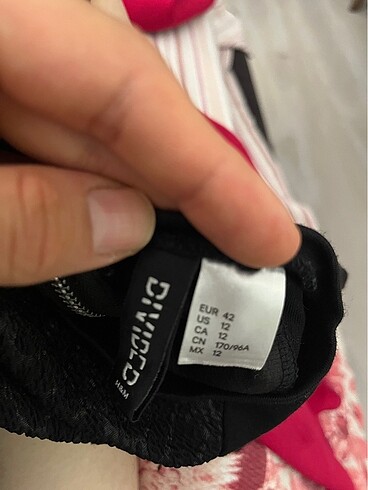 DIVIDED
H&M
EUR 42
US 12
CA 12
CN 170/96A
MX 12